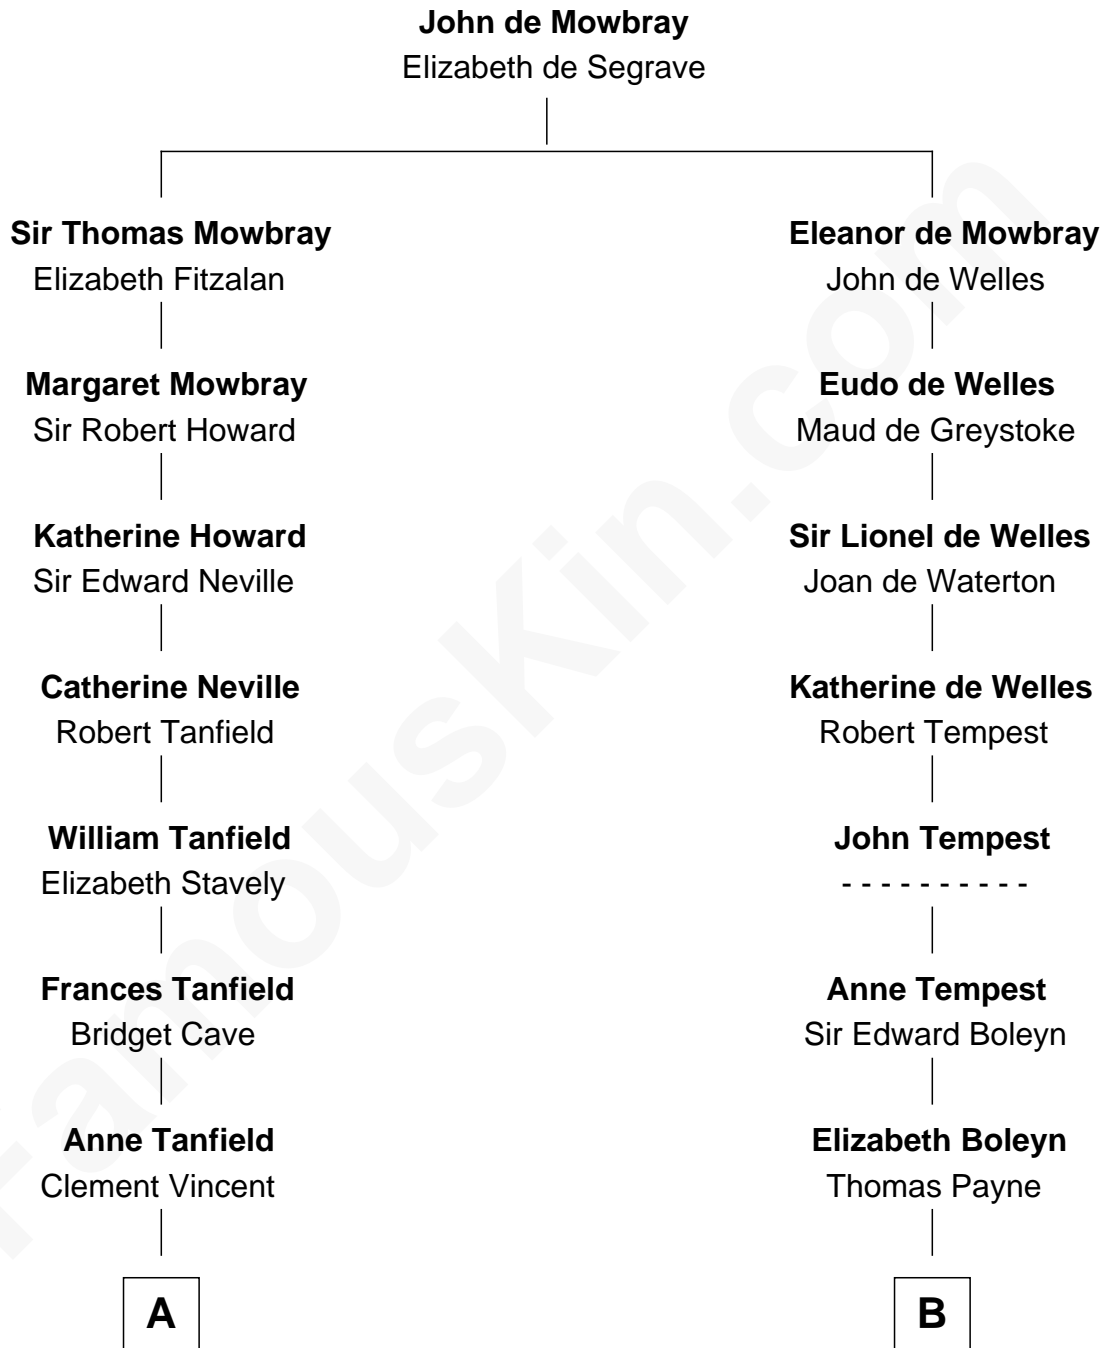 John de Mowbray
Elizabeth de Segrave
Sir Thomas Mowbray
Elizabeth Fitzalan
Eleanor de Mowbray
John de Welles
Margaret Mowbray
Sir Robert Howard
Eudo de Welles
Maud de Greystoke
Katherine Howard
Sir Edward Neville
Sir Lionel de Welles
Joan de Waterton
Catherine Neville
Robert Tanfield
Katherine de Welles
Robert Tempest
William Tanfield
Elizabeth Stavely
John Tempest
- - - - - - - - - -
Frances Tanfield
Bridget Cave
Anne Tempest
Sir Edward Boleyn
Anne Tanfield
Clement Vincent
Elizabeth Boleyn
Thomas Payne
A
B
FamousKin.com